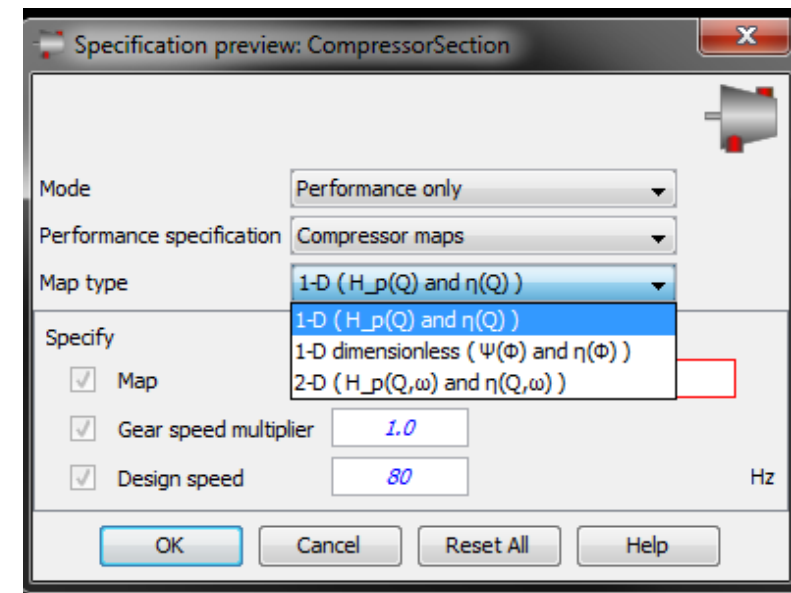 Specification preview: CompressorSection
Mode Performance only
Performance specification Compressor maps
Map type 1-D ( H_p(Q) and η(Q) )
1-D ( H_p(Q) and η(Q) )
1-D dimensionless ( Ψ(Φ) and η(Φ) )
2-D ( H_p(Q,ω) and η(Q,ω) )
Specify
Map
Gear speed multiplier 1.0
Design speed 80 Hz
OK Cancel Reset All Help